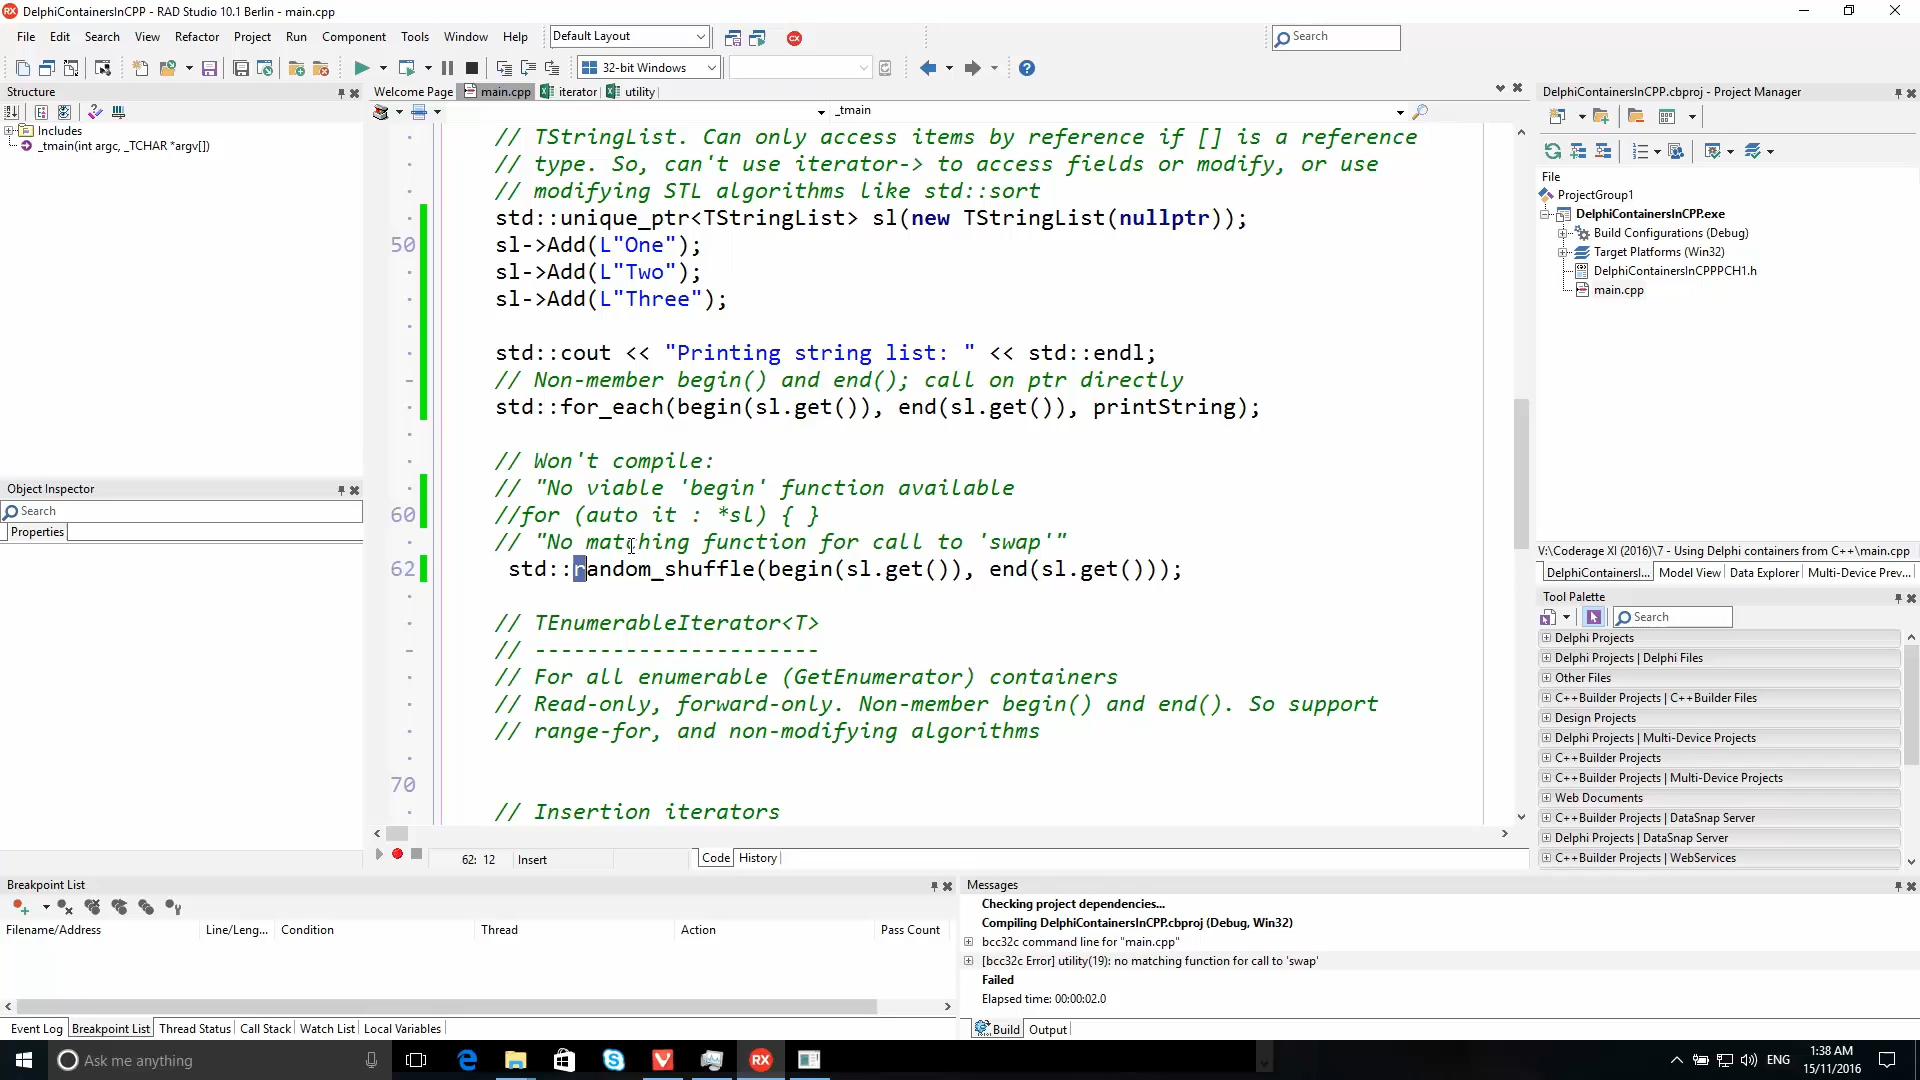 DelphiContainersInCPP - RAD Studio 10.1 Berlin - main.cpp
File Edit Search View Refactor Project Run Component Tools Window Help Default Layout Search
32-bit Windows
Structure
Includes
_tmain(int argc, _TCHAR *argv[])
Object Inspector
Search
Properties
Welcome Page main.cpp iterator utility
_tmain
// TStringList. Can only access items by reference if [] is a reference
// type. So, can't use iterator-> to access fields or modify, or use
// modifying STL algorithms like std::sort
std::unique_ptr<TStringList> sl(new TStringList(nullptr));
50 sl->Add(L"One");
sl->Add(L"Two");
sl->Add(L"Three");
std::cout << "Printing string list: " << std::endl;
// Non-member begin() and end(); call on ptr directly
std::for_each(begin(sl.get()), end(sl.get()), printString);
// Won't compile:
// "No viable 'begin' function available
60 //for (auto it : *sl) { }
// "No matching function for call to 'swap'"
62 std::random_shuffle(begin(sl.get()), end(sl.get()));
// TEnumerableIterator<T>
// ----------------------
// For all enumerable (GetEnumerator) containers
// Read-only, forward-only. Non-member begin() and end(). So support
// range-for, and non-modifying algorithms
70
// Insertion iterators
62: 12 Insert Code History
DelphiContainersInCPP.cbproj - Project Manager
File
ProjectGroup1
DelphiContainersInCPP.exe
Build Configurations (Debug)
Target Platforms (Win32)
DelphiContainersInCPPPCH1.h
main.cpp
V:\Coderage XI (2016)\7 - Using Delphi containers from C++\main.cpp
DelphiContainersI... Model View Data Explorer Multi-Device Prev...
Tool Palette
Search
Delphi Projects
Delphi Projects | Delphi Files
Other Files
C++Builder Projects | C++Builder Files
Design Projects
Delphi Projects | Multi-Device Projects
C++Builder Projects
C++Builder Projects | Multi-Device Projects
Web Documents
C++Builder Projects | DataSnap Server
Delphi Projects | DataSnap Server
C++Builder Projects | WebServices
Breakpoint List
Filename/Address Line/Leng... Condition Thread Action Pass Count
Event Log Breakpoint List Thread Status Call Stack Watch List Local Variables
Messages
Checking project dependencies...
Compiling DelphiContainersInCPP.cbproj (Debug, Win32)
bcc32c command line for "main.cpp"
[bcc32c Error] utility(19): no matching function for call to 'swap'
Failed
Elapsed time: 00:00:02.0
Build Output
Ask me anything
RX
ENG
1:38 AM
15/11/2016